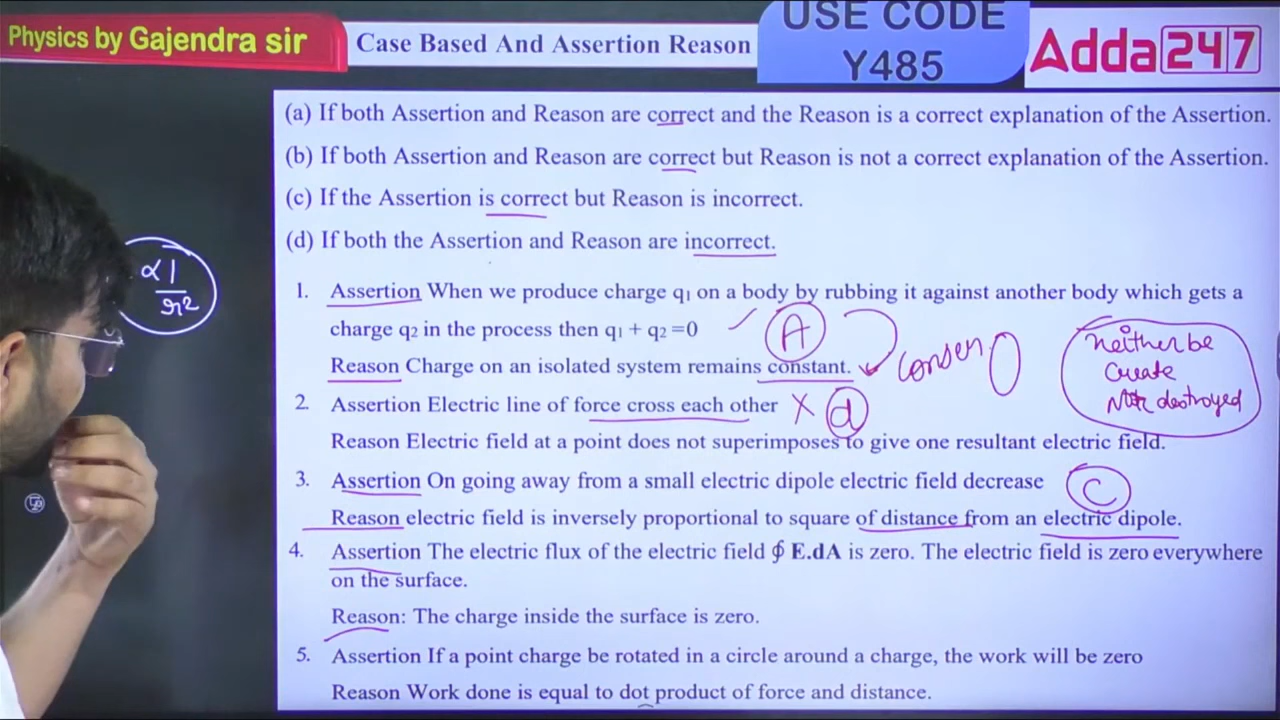 Physics by Gajendra sir
Case Based And Assertion Reason
USE CODE
Y485
Adda247
(a) If both Assertion and Reason are correct and the Reason is a correct explanation of the Assertion.
(b) If both Assertion and Reason are correct but Reason is not a correct explanation of the Assertion.
(c) If the Assertion is correct but Reason is incorrect.
(d) If both the Assertion and Reason are incorrect.
∝ 1
r²
1. Assertion When we produce charge q₁ on a body by rubbing it against another body which gets a
charge q₂ in the process then q₁ + q₂ =0
A
Reason Charge on an isolated system remains constant.
Conserv
neither be
Create
destroyed
2. Assertion Electric line of force cross each other
X d
Reason Electric field at a point does not superimposes to give one resultant electric field.
3. Assertion On going away from a small electric dipole electric field decrease
C
Reason electric field is inversely proportional to square of distance from an electric dipole.
4. Assertion The electric flux of the electric field ∮ E.dA is zero. The electric field is zero everywhere
on the surface.
Reason: The charge inside the surface is zero.
5. Assertion If a point charge be rotated in a circle around a charge, the work will be zero
Reason Work done is equal to dot product of force and distance.